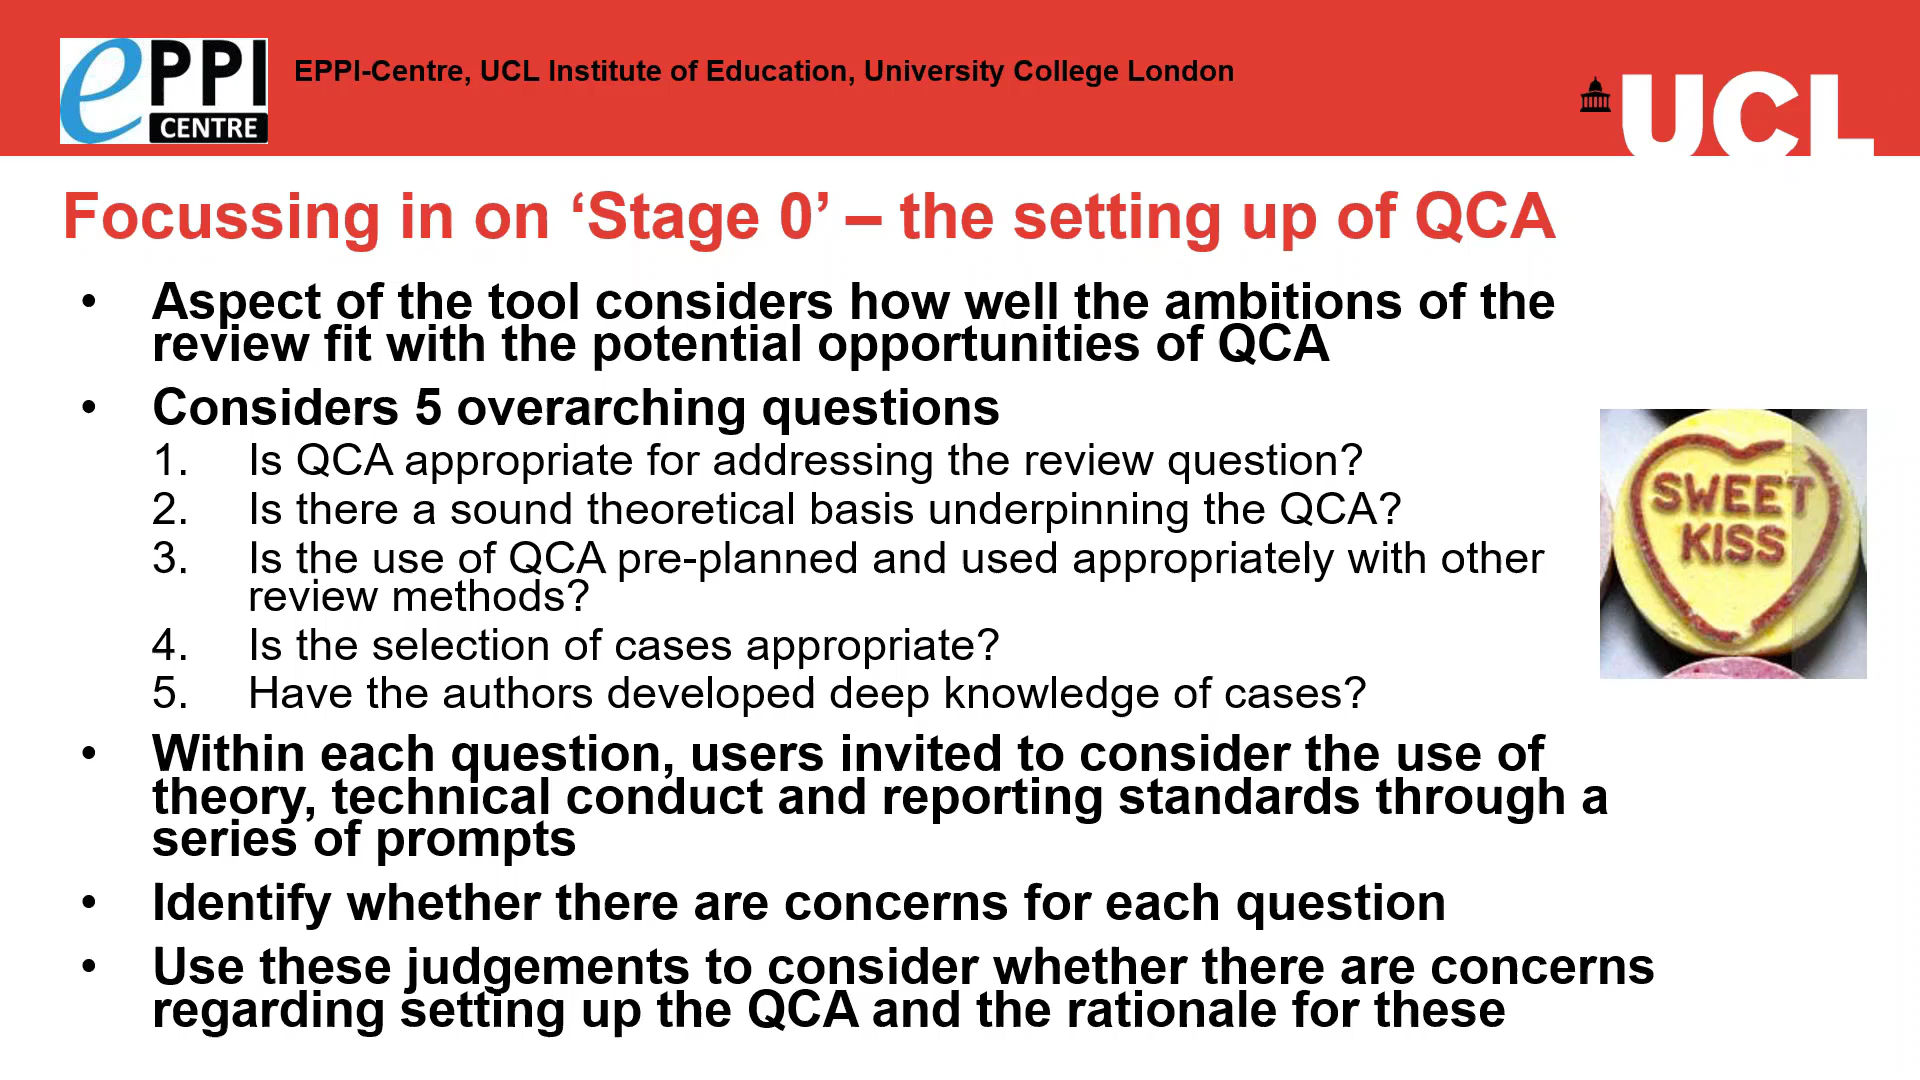 ePPI
CENTRE
EPPI-Centre, UCL Institute of Education, University College London
UCL
Focussing in on ‘Stage 0’ – the setting up of QCA
• Aspect of the tool considers how well the ambitions of the
review fit with the potential opportunities of QCA
• Considers 5 overarching questions
1. Is QCA appropriate for addressing the review question?
2. Is there a sound theoretical basis underpinning the QCA?
3. Is the use of QCA pre-planned and used appropriately with other
review methods?
4. Is the selection of cases appropriate?
5. Have the authors developed deep knowledge of cases?
SWEET
KISS
• Within each question, users invited to consider the use of
theory, technical conduct and reporting standards through a
series of prompts
• Identify whether there are concerns for each question
• Use these judgements to consider whether there are concerns
regarding setting up the QCA and the rationale for these